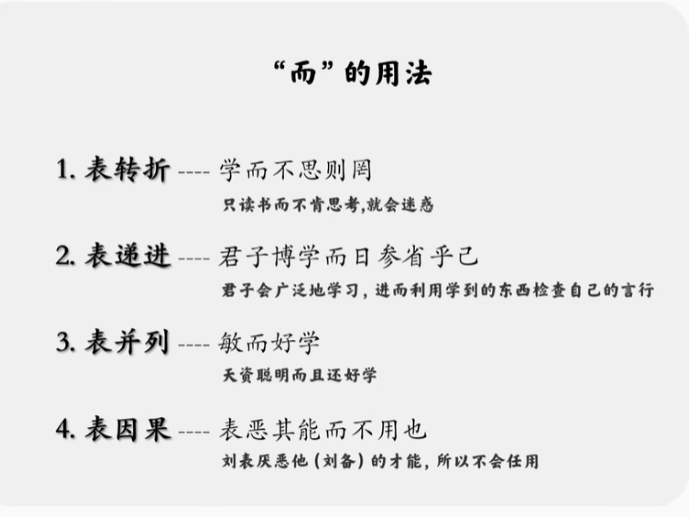 “而”的用法
1. 表转折 ---- 学而不思则罔
只读书而不肯思考,就会迷惑
2. 表递进 ---- 君子博学而日参省乎己
君子会广泛地学习，进而利用学到的东西检查自己的言行
3. 表并列 ---- 敏而好学
天资聪明而且还好学
4. 表因果 ---- 表恶其能而不用也
刘表厌恶他（刘备）的才能，所以不会任用